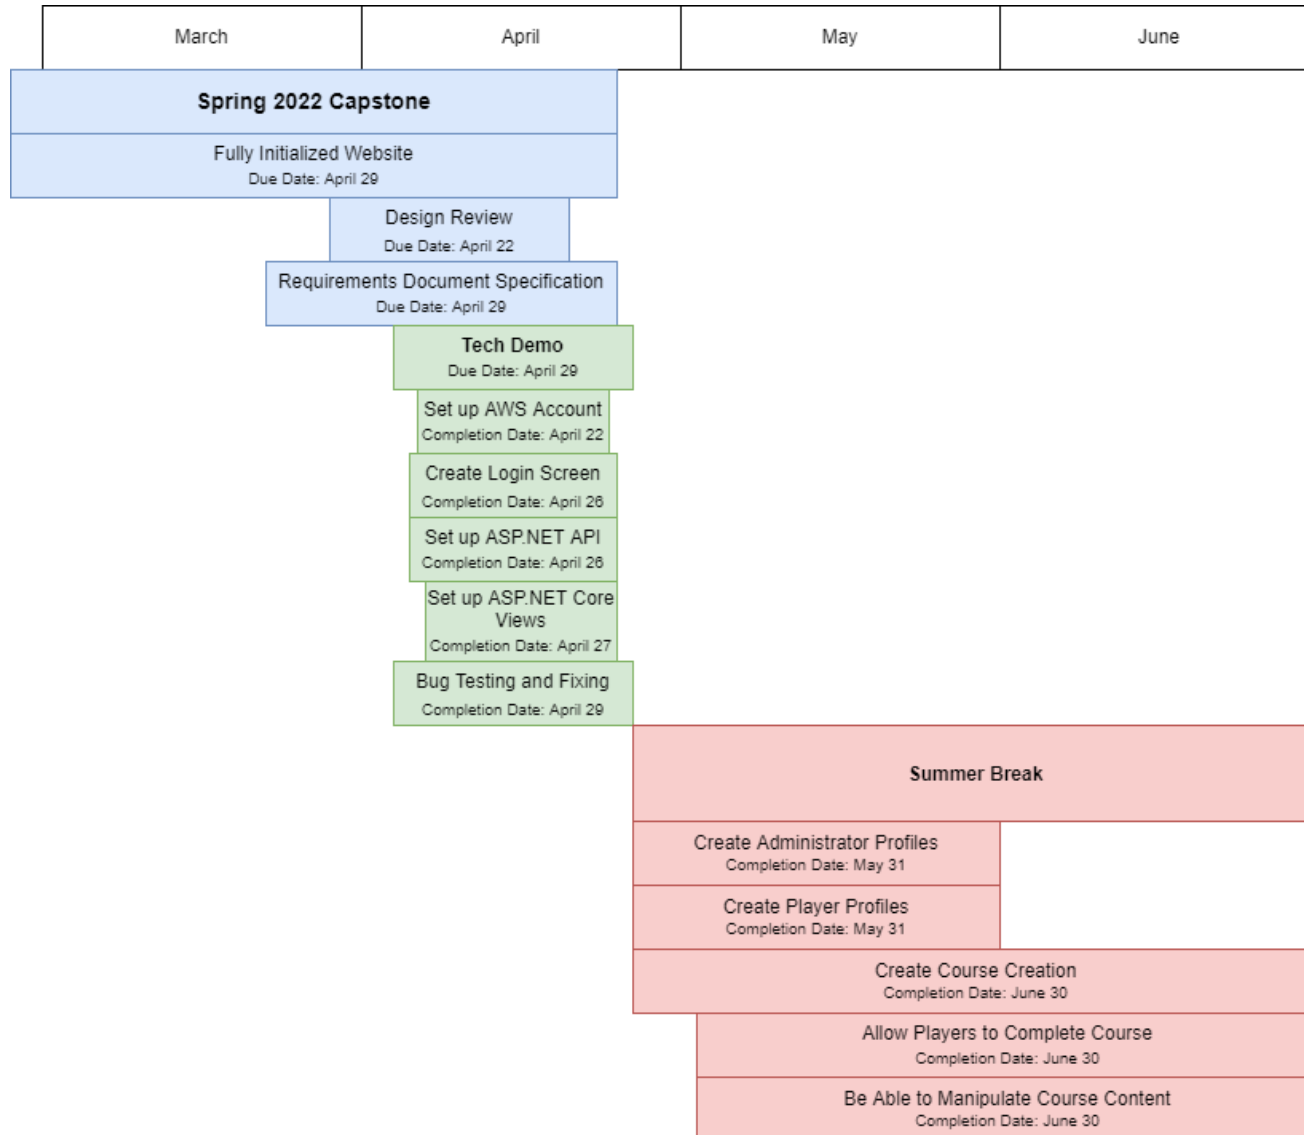 March April May June
Spring 2022 Capstone
Fully Initialized Website
Due Date: April 29
Design Review
Due Date: April 22
Requirements Document Specification
Due Date: April 29
Tech Demo
Due Date: April 29
Set up AWS Account
Completion Date: April 22
Create Login Screen
Completion Date: April 26
Set up ASP.NET API
Completion Date: April 26
Set up ASP.NET Core
Views
Completion Date: April 27
Bug Testing and Fixing
Completion Date: April 29
Summer Break
Create Administrator Profiles
Completion Date: May 31
Create Player Profiles
Completion Date: May 31
Create Course Creation
Completion Date: June 30
Allow Players to Complete Course
Completion Date: June 30
Be Able to Manipulate Course Content
Completion Date: June 30